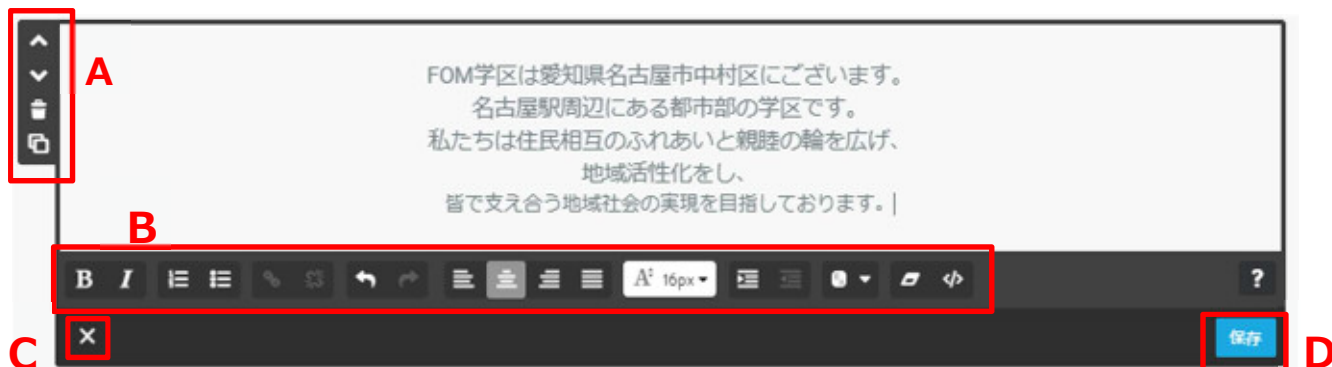 A
FOM学区は愛知県名古屋市中村区にございます。
名古屋駅周辺にある都市部の学区です。
私たちは住民相互のふれあいと親睦の輪を広げ、
地域活性化をし、
皆で支え合う地域社会の実現を目指しております。
B
B I A 16px </> ?
C × 保存 D